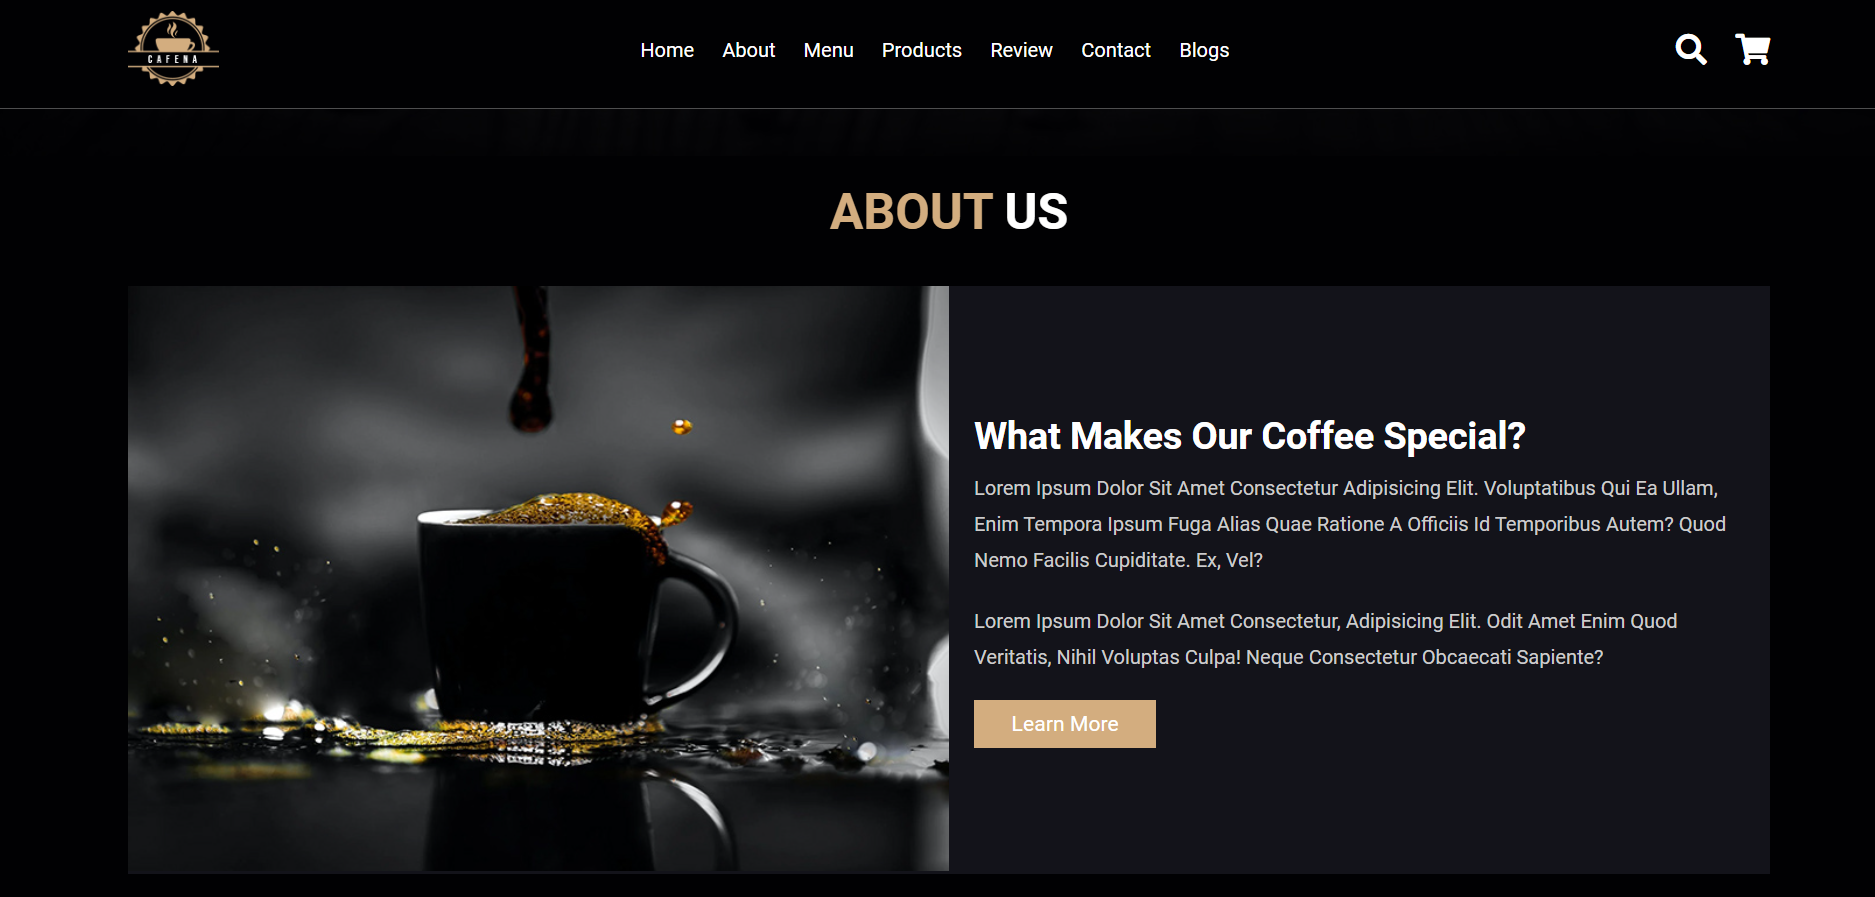 CAFENA
Home About Menu Products Review Contact Blogs
ABOUT US
What Makes Our Coffee Special?
Lorem Ipsum Dolor Sit Amet Consectetur Adipisicing Elit. Voluptatibus Qui Ea Ullam,
Enim Tempora Ipsum Fuga Alias Quae Ratione A Officiis Id Temporibus Autem? Quod
Nemo Facilis Cupiditate. Ex, Vel?
Lorem Ipsum Dolor Sit Amet Consectetur, Adipisicing Elit. Odit Amet Enim Quod
Veritatis, Nihil Voluptas Culpa! Neque Consectetur Obcaecati Sapiente?
Learn More